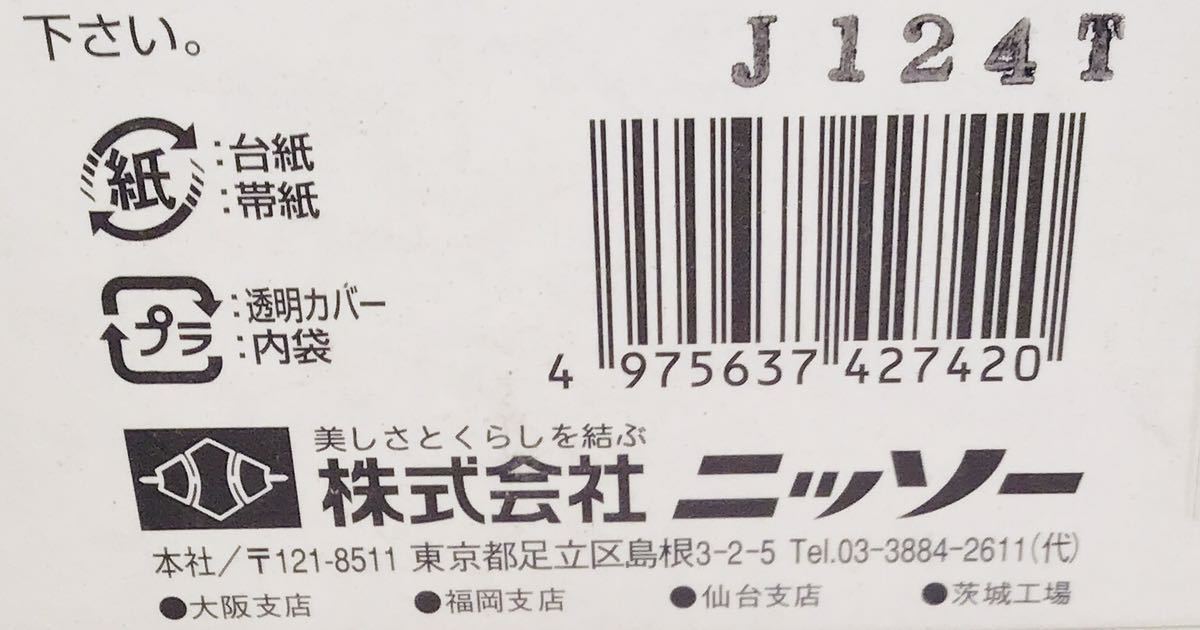 下さい。
J124T
紙
:台紙
:帯紙
プラ
:透明カバー
:内袋
4 975637 427420
美しさとくらしを結ぶ
株式会社 ニッソー
本社/〒121-8511 東京都足立区島根3-2-5 Tel.03-3884-2611(代)
●大阪支店 ●福岡支店 ●仙台支店 ●茨城工場